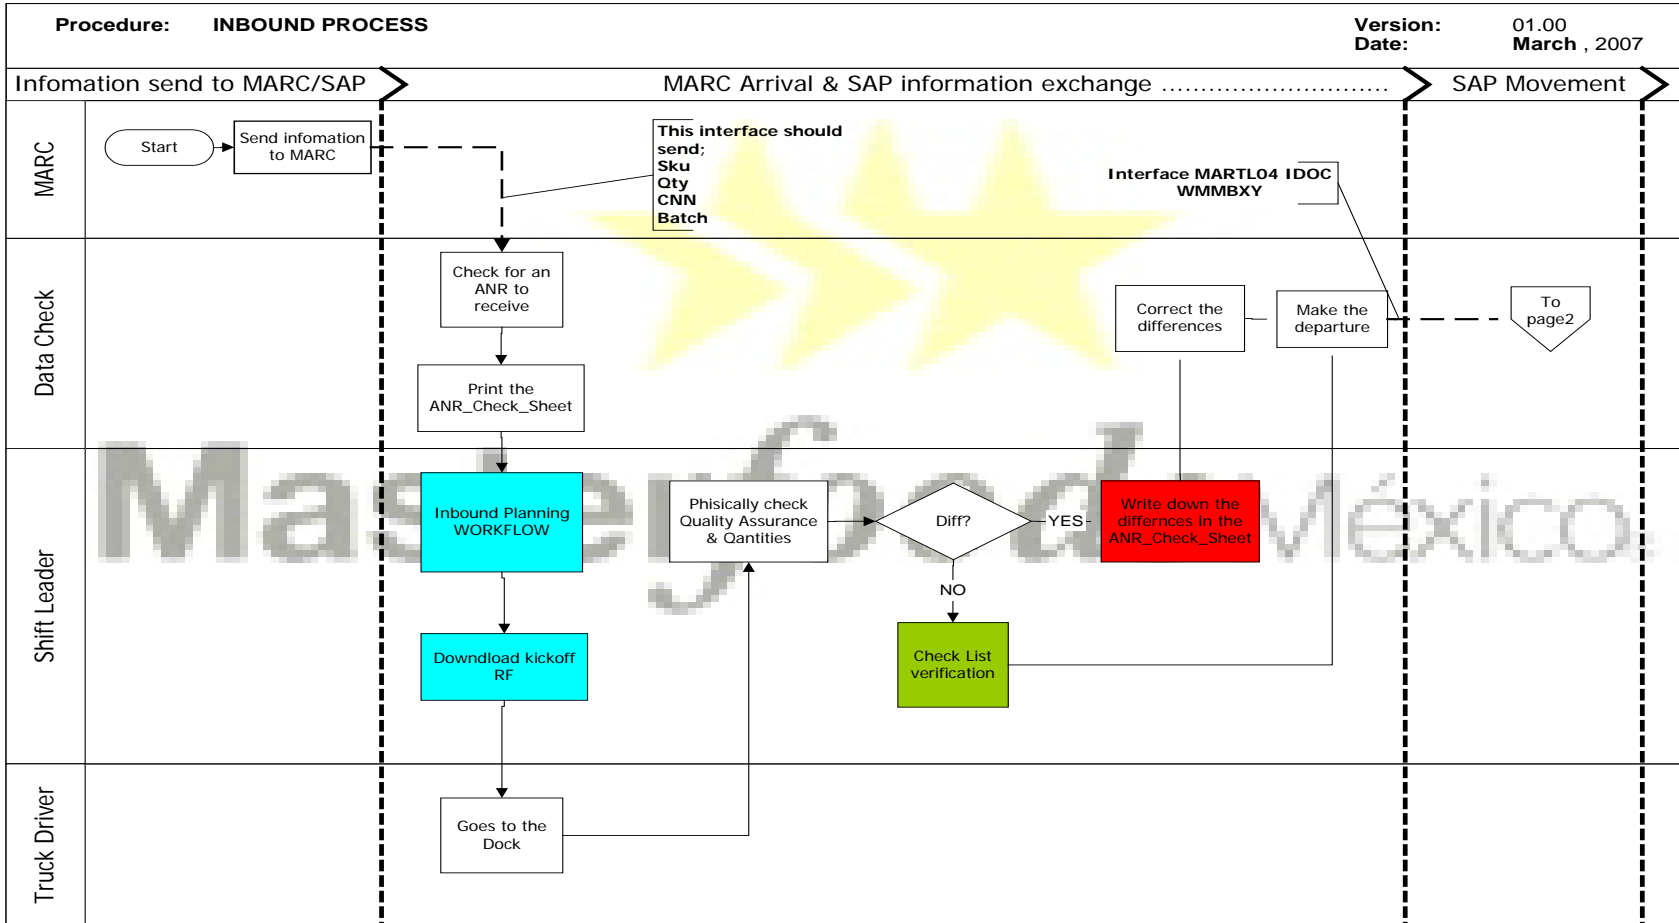 Procedure: INBOUND PROCESS
Version: 01.00
Date: March , 2007
Infomation send to MARC/SAP
MARC Arrival & SAP information exchange .............................
SAP Movement
MARC
Start
Send infomation
to MARC
This interface should
send;
Sku
Qty
CNN
Batch
Interface MARTL04 IDOC
WMMBXY
Data Check
Check for an
ANR to
receive
Correct the
differences
Make the
departure
To
page2
Print the
ANR_Check_Sheet
Masterfoods México
Shift Leader
Inbound Planning
WORKFLOW
Phisically check
Quality Assurance
& Qantities
Diff?
YES
Write down the
differnces in the
ANR_Check_Sheet
NO
Downdload kickoff
RF
Check List
verification
Truck Driver
Goes to the
Dock